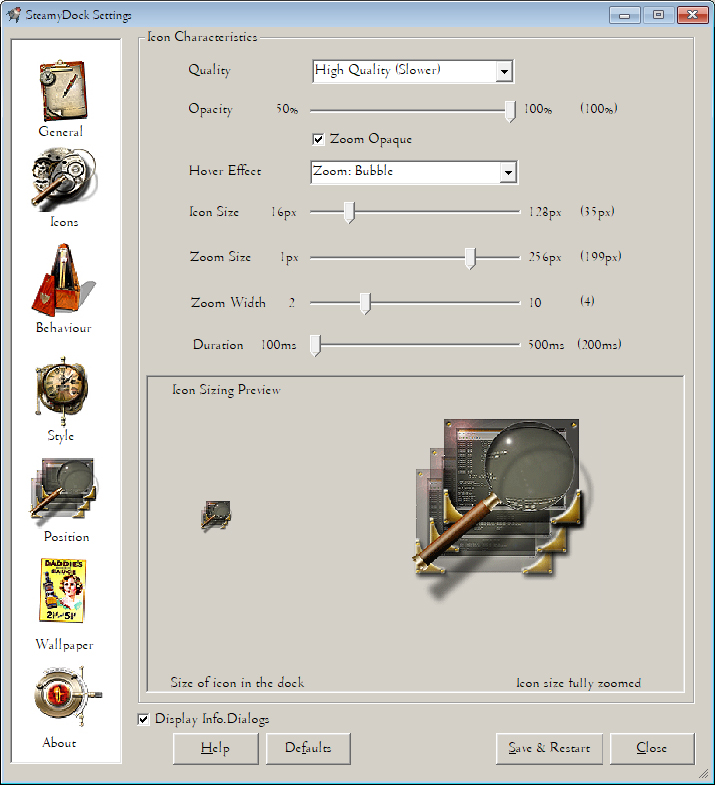 SteamyDock Settings
General
Icons
Behaviour
Style
Position
DADDIE'S
SAUCE
Wallpaper
About
Icon Characteristics
Quality High Quality (Slower)
Opacity 50% 100% (100%)
Zoom Opaque
Hover Effect Zoom: Bubble
Icon Size 16px 128px (35px)
Zoom Size 1px 256px (199px)
Zoom Width 2 10 (4)
Duration 100ms 500ms (200ms)
Icon Sizing Preview
Size of icon in the dock Icon size fully zoomed
Display Info.Dialogs
Help Defaults Save & Restart Close